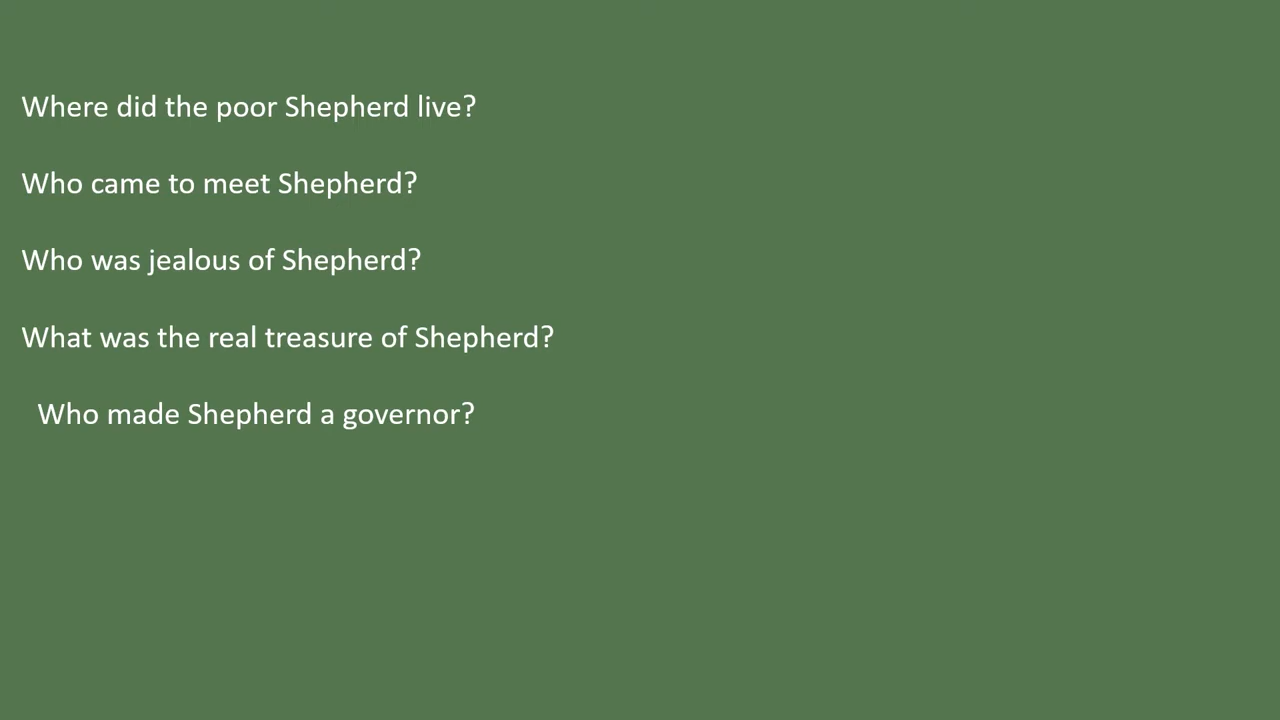 Where did the poor Shepherd live?
Who came to meet Shepherd?
Who was jealous of Shepherd?
What was the real treasure of Shepherd?
Who made Shepherd a governor?